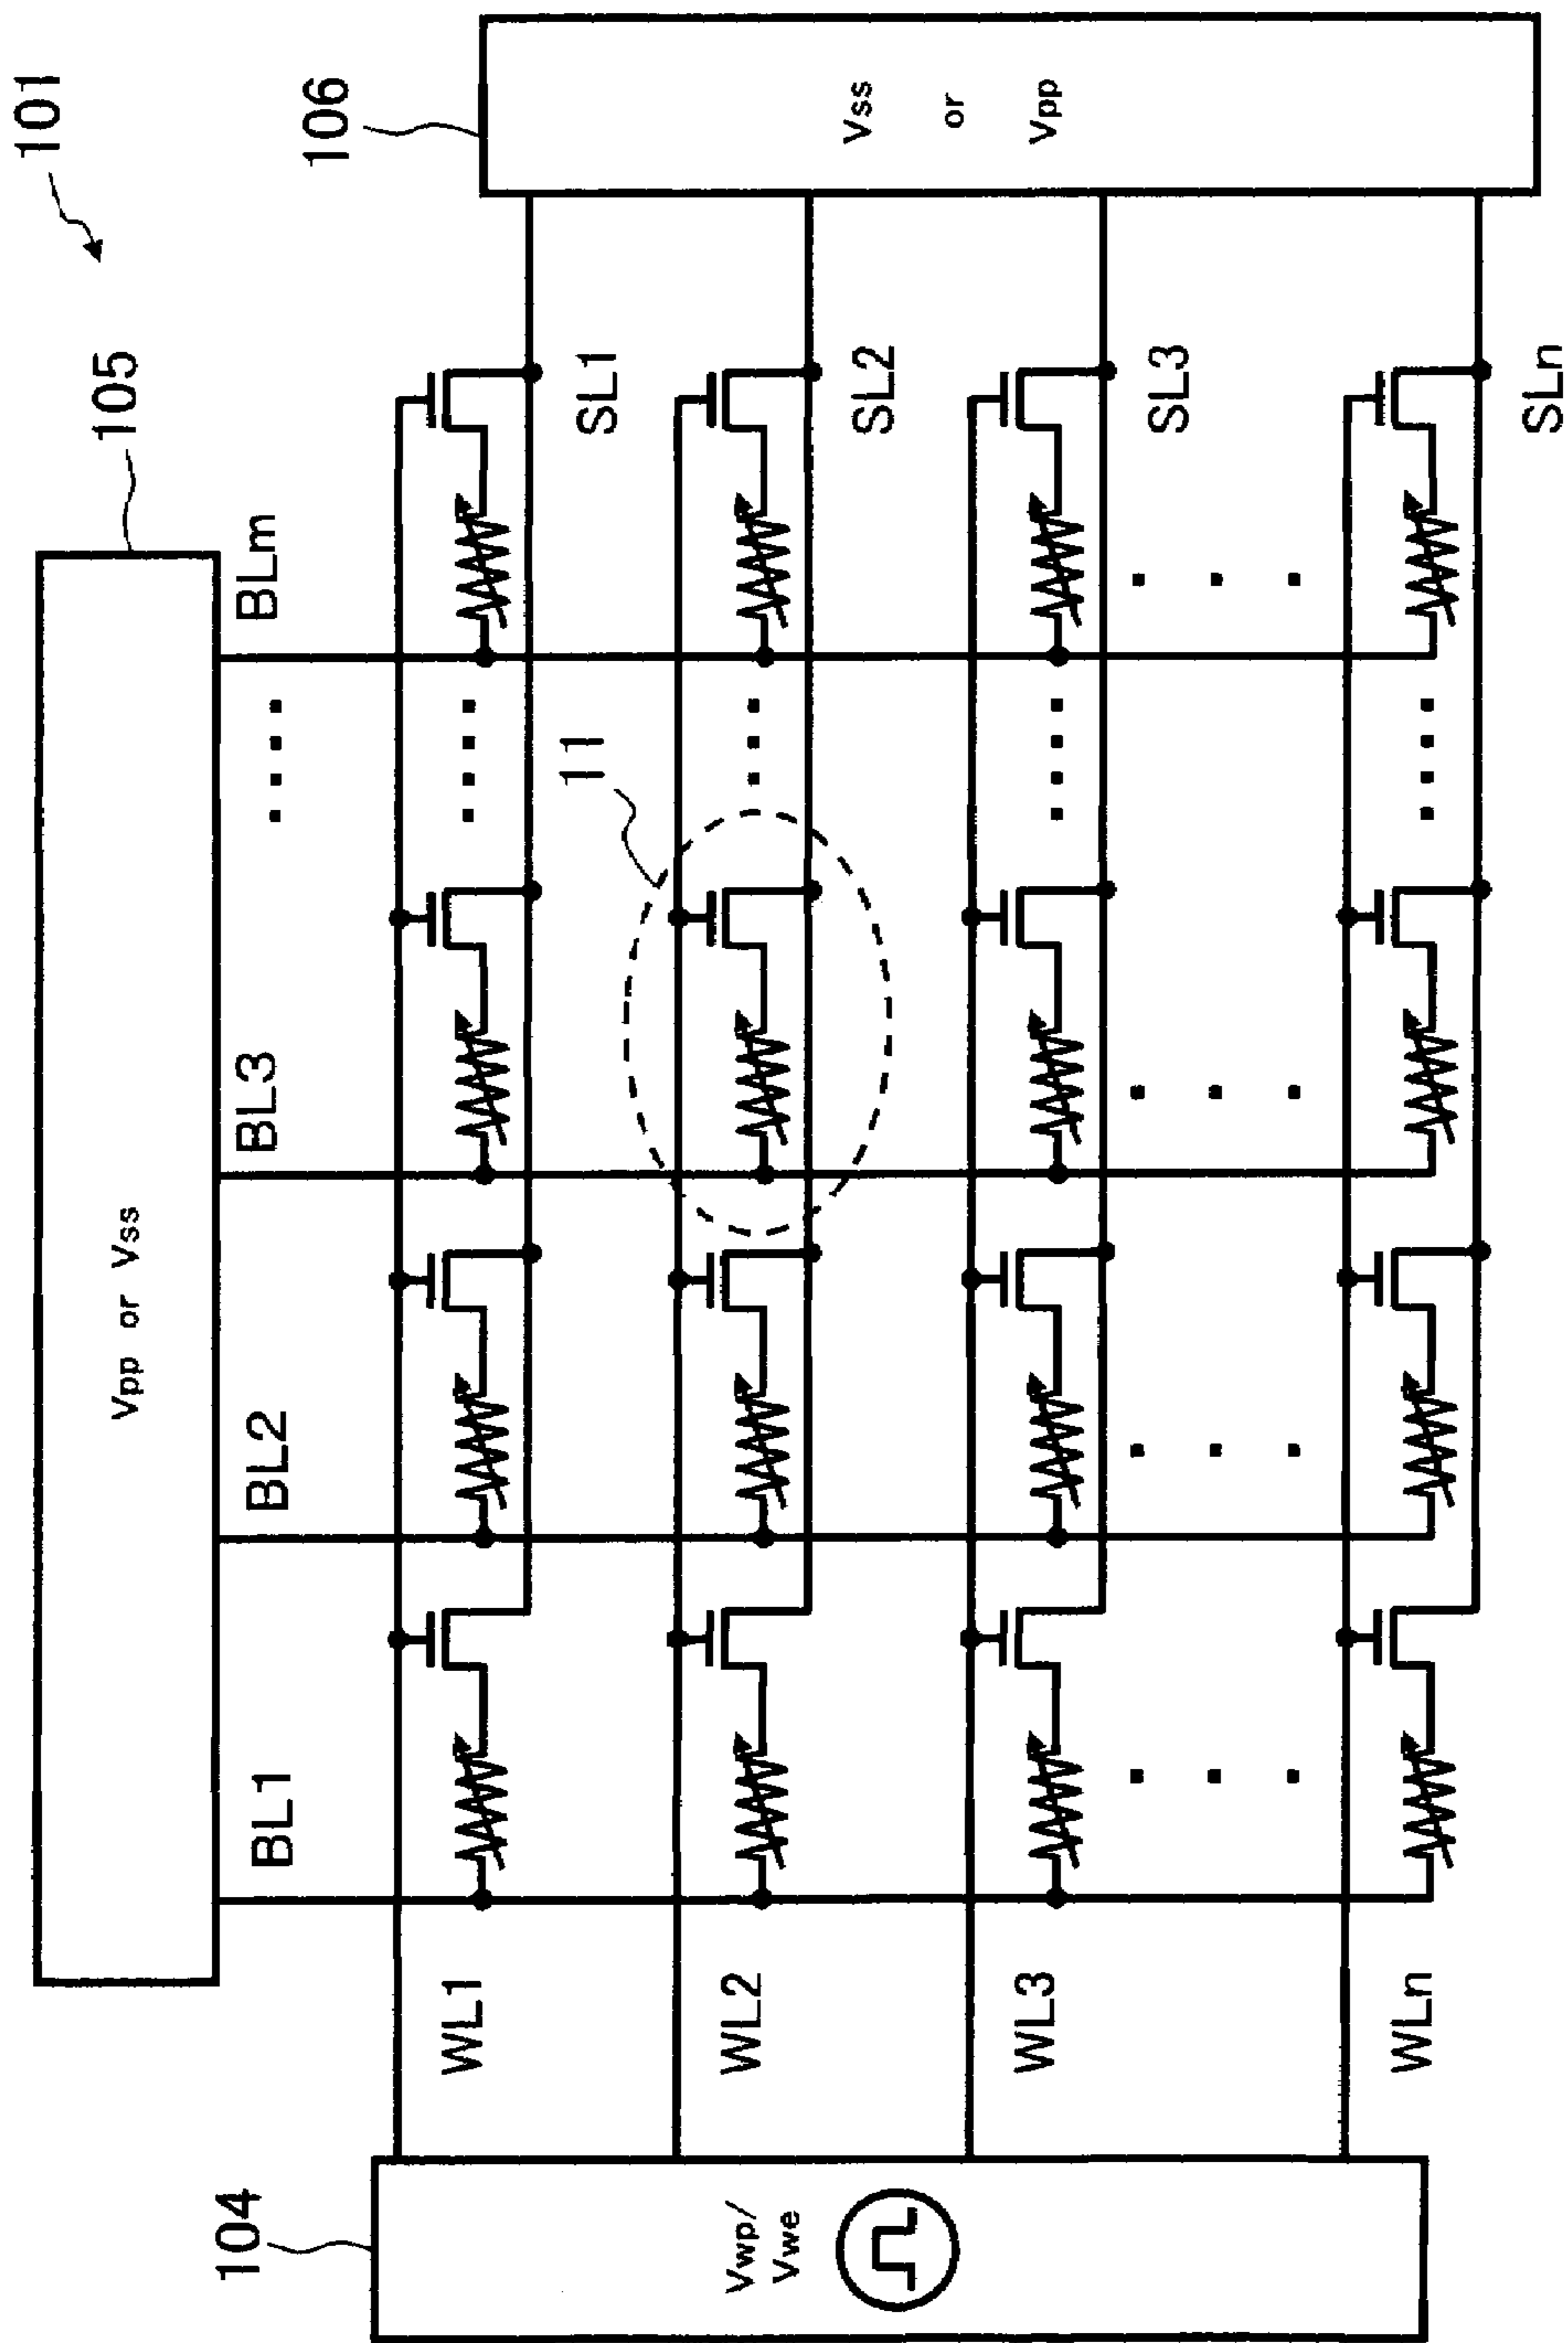 101
105
106
Vpp or Vss
Vss
or
Vpp
BL1
BL2
BL3
BLm
WL1
SL1
11
WL2
SL2
WL3
SL3
WLn
SLn
104
Vwp/
Vwe